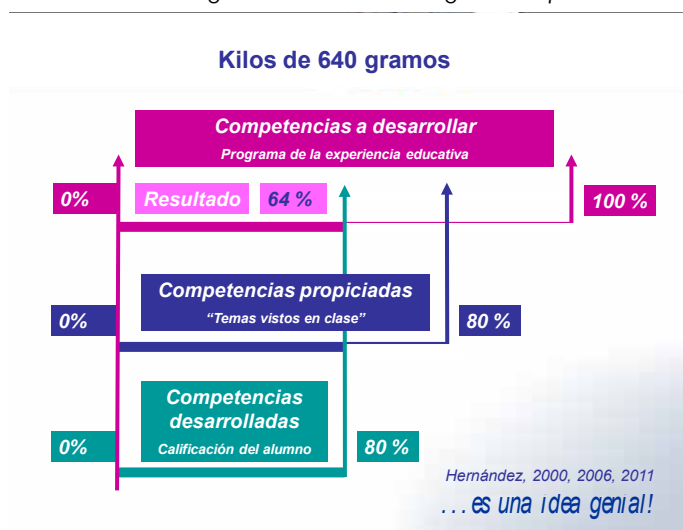 Kilos de 640 gramos
Competencias a desarrollar
Programa de la experiencia educativa
0%
Resultado
64 %
100 %
Competencias propiciadas
“Temas vistos en clase”
0%
80 %
Competencias
desarrolladas
Calificación del alumno
0%
80 %
Hernández, 2000, 2006, 2011
...es una idea genial!